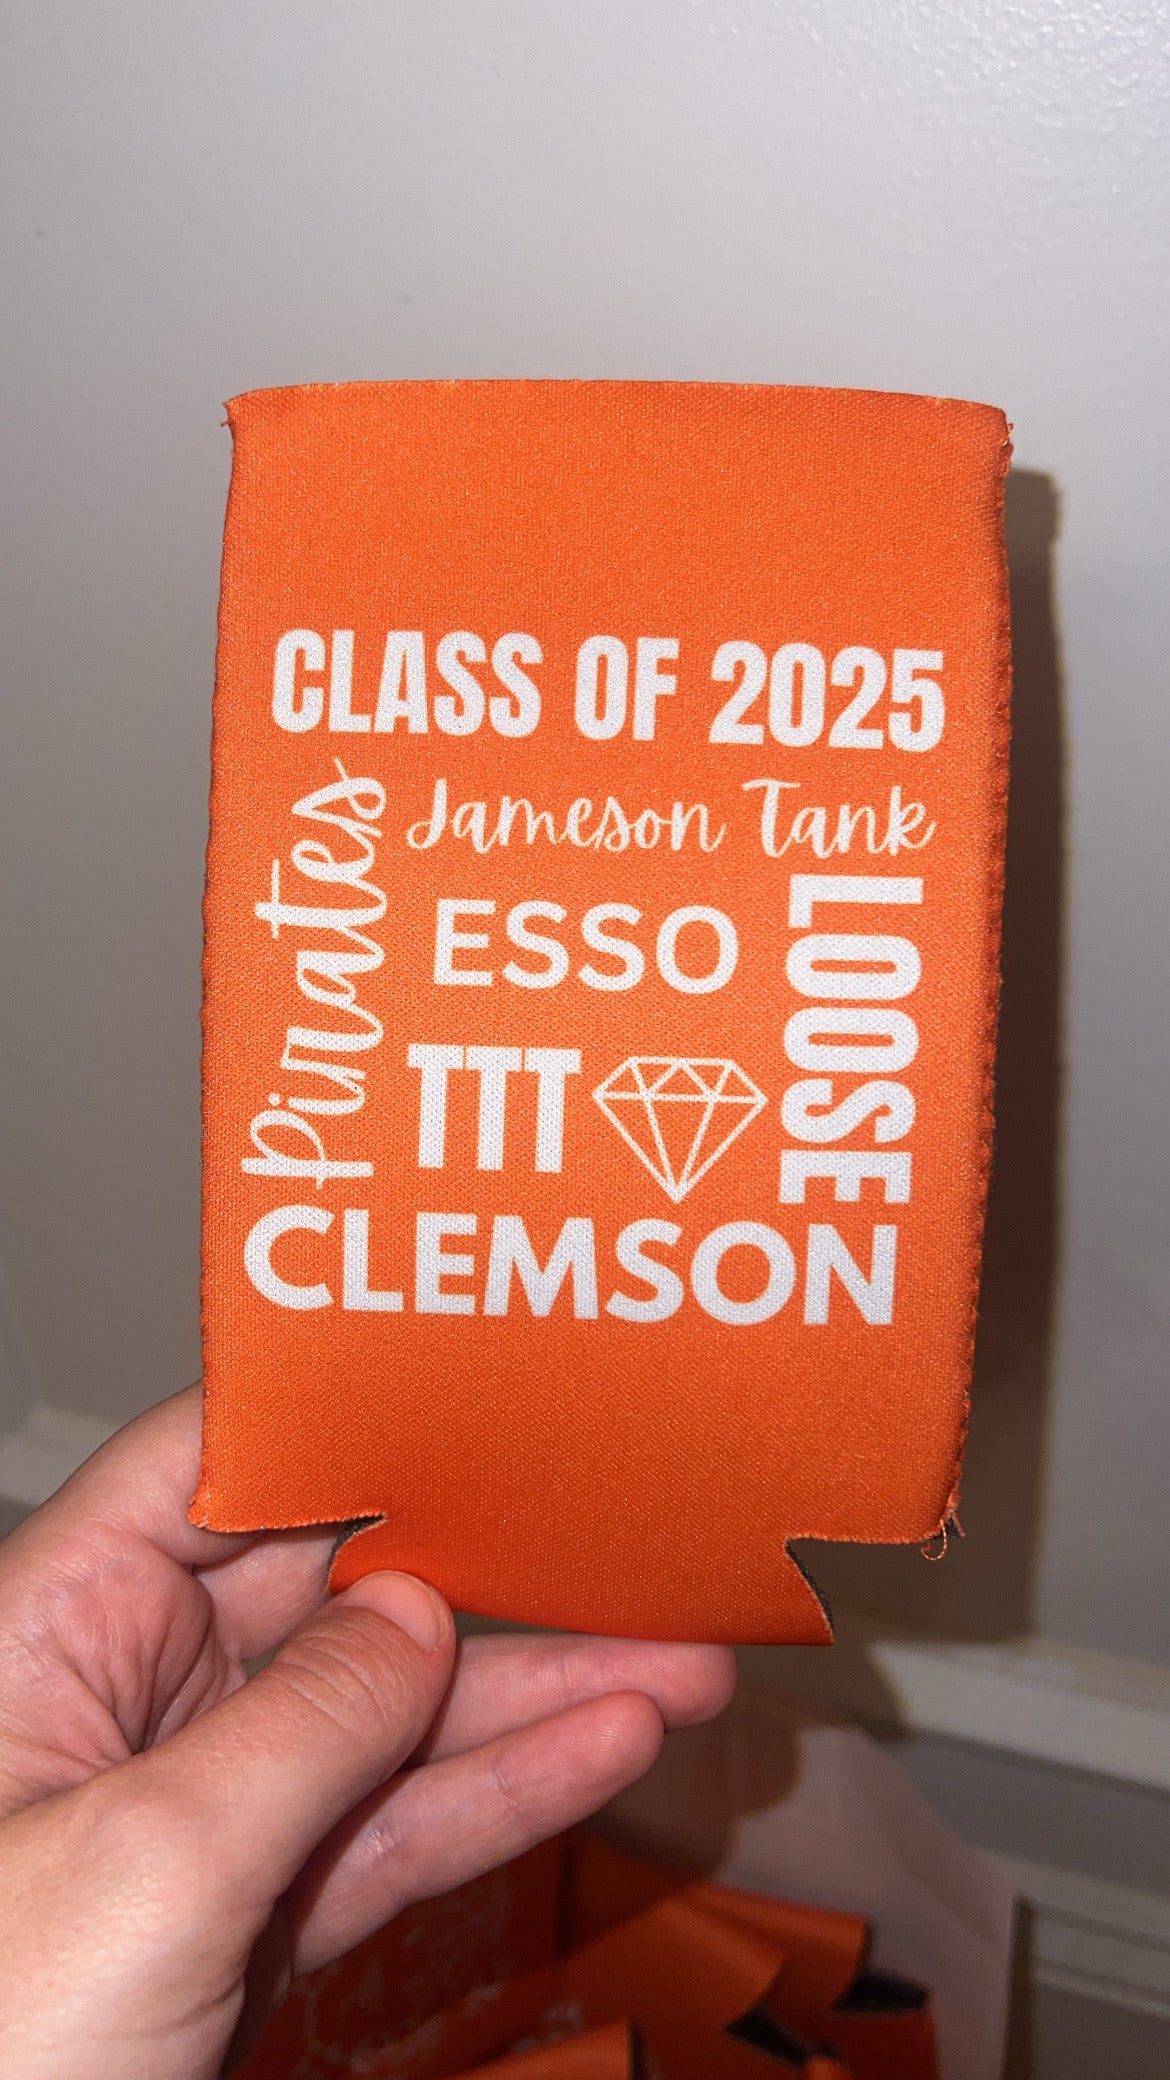 CLASS OF 2025
Pirates
Jameson Tank
ESSO
LOOSE
TTT
CLEMSON